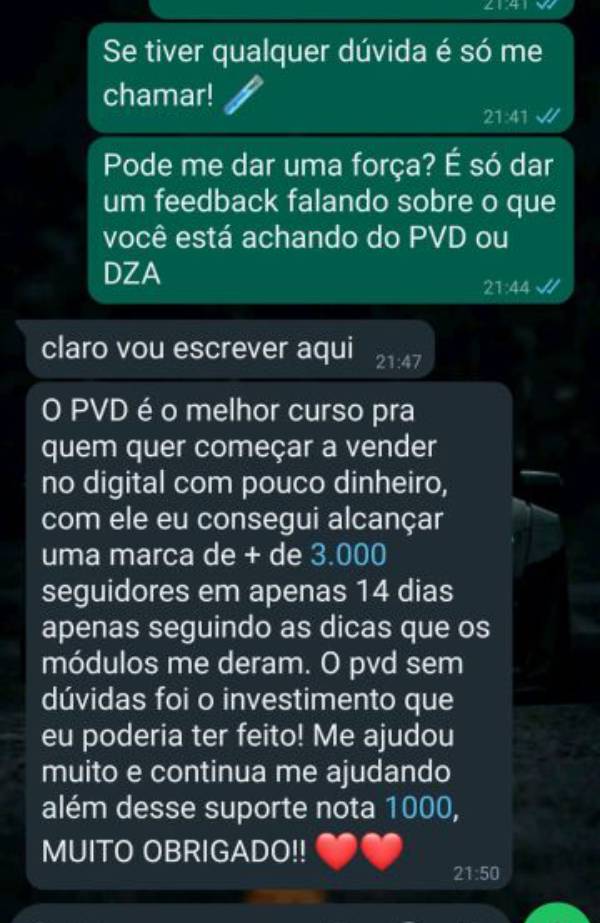 21:41
Se tiver qualquer dúvida é só me
chamar!
21:41
Pode me dar uma força? É só dar
um feedback falando sobre o que
você está achando do PVD ou
DZA
21:44
claro vou escrever aqui
21:47
O PVD é o melhor curso pra
quem quer começar a vender
no digital com pouco dinheiro,
com ele eu consegui alcançar
uma marca de + de 3.000
seguidores em apenas 14 dias
apenas seguindo as dicas que os
módulos me deram. O pvd sem
dúvidas foi o investimento que
eu poderia ter feito! Me ajudou
muito e continua me ajudando
além desse suporte nota 1000,
MUITO OBRIGADO!! ❤️❤️
21:50